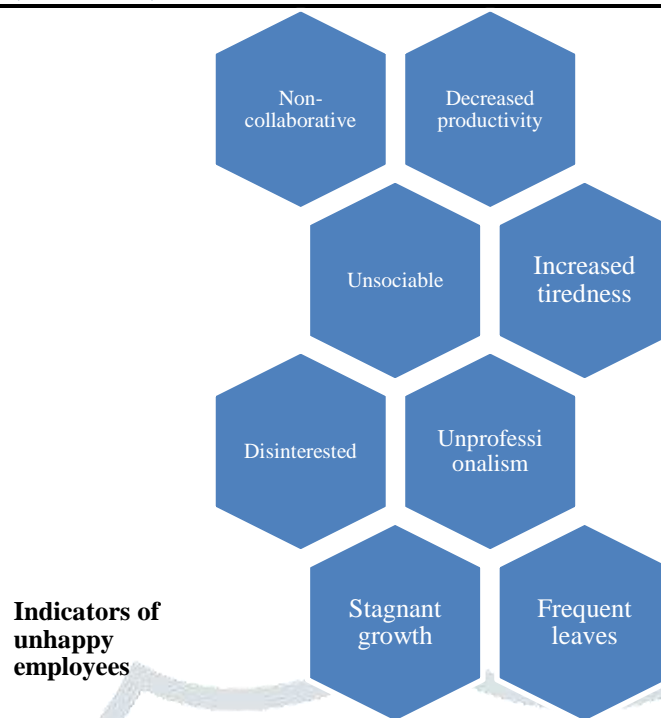 Non-
collaborative
Decreased
productivity
Unsociable
Increased
tiredness
Disinterested
Unprofessi
onalism
Indicators of
unhappy
employees
Stagnant
growth
Frequent
leaves